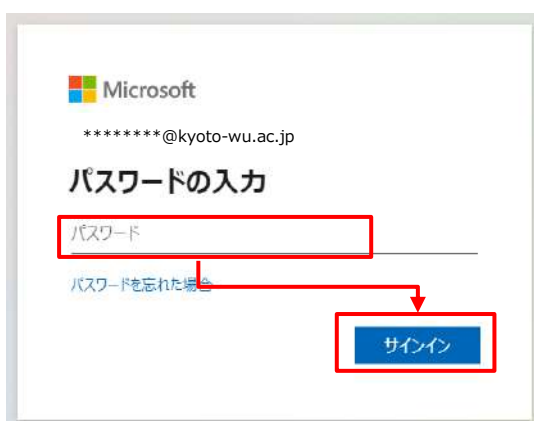 Microsoft
********@kyoto-wu.ac.jp
パスワードの入力
パスワード
パスワードを忘れた場合
サインイン